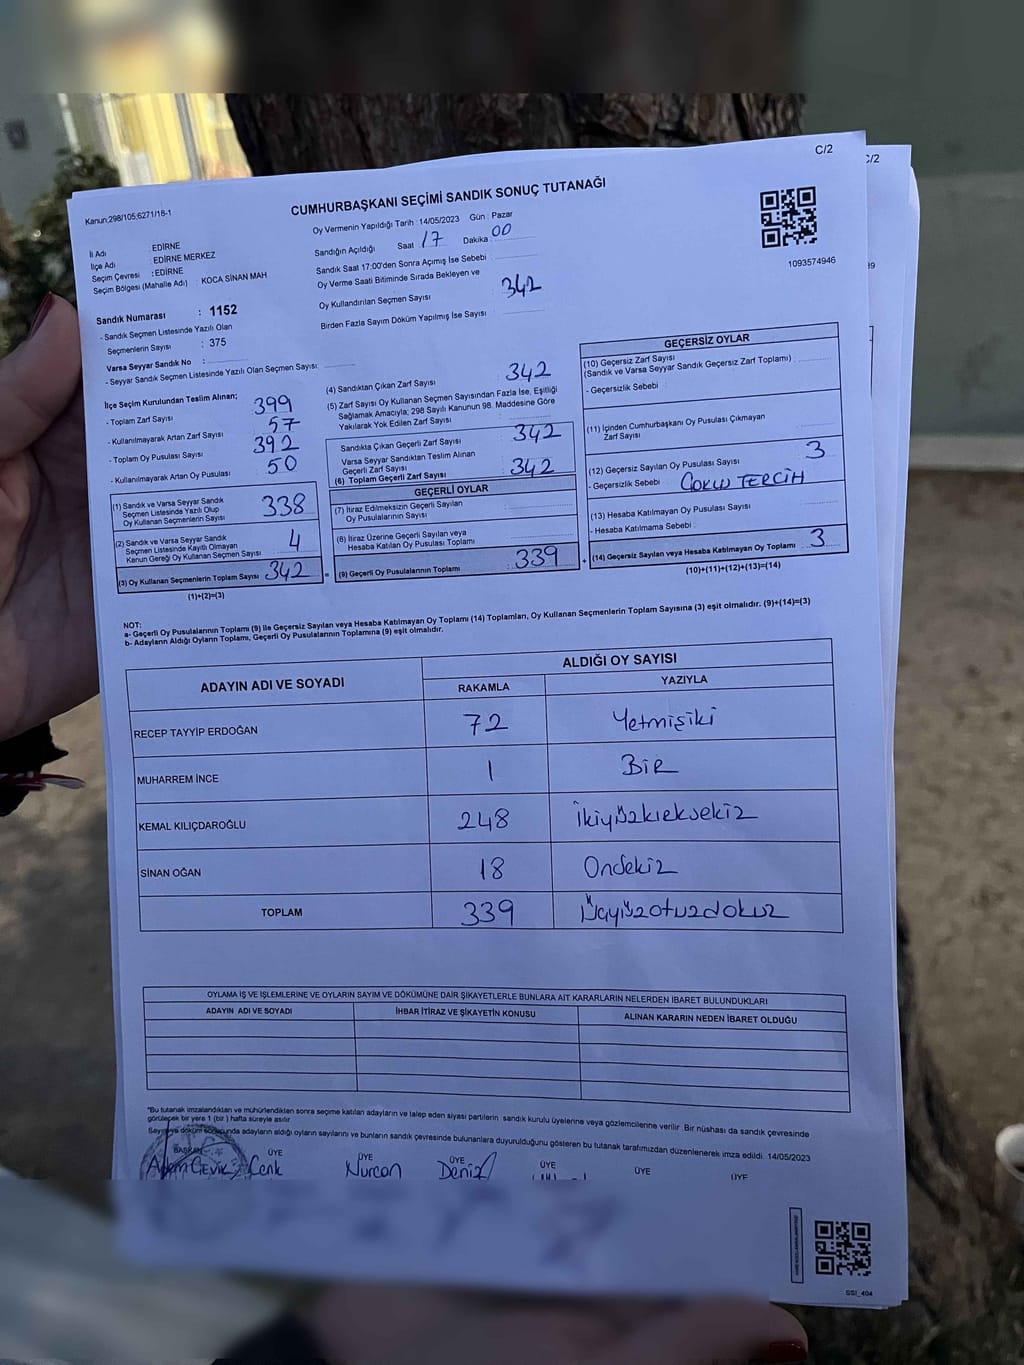 C/2
C/2
Kanun:298/105;6271/16-1
CUMHURBAŞKANI SEÇİMİ SANDIK SONUÇ TUTANAĞI
Oy Vermenin Yapıldığı Tarih : 14/05/2023 Gün : Pazar
İl Adı : EDİRNE
İlçe Adı : EDİRNE MERKEZ
Seçim Çevresi : EDİRNE
Seçim Bölgesi (Mahalle Adı) : KOCA SİNAN MAH
Sandığın Açıldığı Saat 17 Dakika 00
Sandık Saat 17:00'den Sonra Açımış İse Sebebi :
Oy Verme Saati Bitiminde Sırada Bekleyen ve
Oy Kullandırılan Seçmen Sayısı 342
Birden Fazla Sayım Döküm Yapılmış İse Sayısı :
1093574946
Sandık Numarası : 1152
- Sandık Seçmen Listesinde Yazılı Olan
Seçmenlerin Sayısı : 375
Varsa Seyyar Sandık No :
- Seyyar Sandık Seçmen Listesinde Yazılı Olan Seçmen Sayısı:
İlçe Seçim Kurulundan Teslim Alınan;
- Toplam Zarf Sayısı 399
- Kullanılmayarak Artan Zarf Sayısı 57
- Toplam Oy Pusulası Sayısı 392
- Kullanılmayarak Artan Oy Pusulası 50
(1) Sandık ve Varsa Seyyar Sandık
Seçmen Listesinde Yazılı Olup
Oy Kullanan Seçmenlerin Sayısı 338
(2) Sandık ve Varsa Seyyar Sandık
Seçmen Listesinde Kayıtlı Olmayan
Kanun Gereği Oy Kullanan Seçmen Sayısı 4
(3) Oy Kullanan Seçmenlerin Toplam Sayısı 342
(1)+(2)=(3)
(4) Sandıktan Çıkan Zarf Sayısı 342
(5) Zarf Sayısı Oy Kullanan Seçmen Sayısından Fazla İse, Eşitliği
Sağlamak Amacıyla; 298 Sayılı Kanunun 98. Maddesine Göre
Yakılarak Yok Edilen Zarf Sayısı :
Sandıkta Çıkan Geçerli Zarf Sayısı 342
Varsa Seyyar Sandıktan Teslim Alınan
Geçerli Zarf Sayısı
(6) Toplam Geçerli Zarf Sayısı 342
GEÇERLİ OYLAR
(7) İtiraz Edilmeksizin Geçerli Sayılan
Oy Pusulalarının Sayısı
(8) İtiraz Üzerine Geçerli Sayılan veya
Hesaba Katılan Oy Pusulası Toplamı
= (9) Geçerli Oy Pusulalarının Toplamı : 339
GEÇERSİZ OYLAR
(10) Geçersiz Zarf Sayısı
(Sandık ve Varsa Seyyar Sandık Geçersiz Zarf Toplamı) :
- Geçersizlik Sebebi :
(11) İçinden Cumhurbaşkanı Oy Pusulası Çıkmayan
Zarf Sayısı
(12) Geçersiz Sayılan Oy Pusulası Sayısı 3
- Geçersizlik Sebebi : ÇOKLU TERCİH
(13) Hesaba Katılmayan Oy Pusulası Sayısı
- Hesaba Katılmama Sebebi :
+ (14) Geçersiz Sayılan veya Hesaba Katılmayan Oy Toplamı 3
(10)+(11)+(12)+(13)=(14)
NOT:
a- Geçerli Oy Pusulalarının Toplamı (9) ile Geçersiz Sayılan veya Hesaba Katılmayan Oy Toplamı (14) Toplamları, Oy Kullanan Seçmenlerin Toplam Sayısına (3) eşit olmalıdır. (9)+(14)=(3)
b- Adayların Aldığı Oyların Toplamı, Geçerli Oy Pusulalarının Toplamına (9) eşit olmalıdır.
ADAYIN ADI VE SOYADI
ALDIĞI OY SAYISI
RAKAMLA YAZIYLA
RECEP TAYYİP ERDOĞAN 72 Yetmişiki
MUHARREM İNCE 1 BİR
KEMAL KILIÇDAROĞLU 248 İkiyüzkırksekiz
SİNAN OĞAN 18 Onsekiz
TOPLAM 339 Üçyüzotuzdokuz
OYLAMA İŞ VE İŞLEMLERİNE VE OYLARIN SAYIM VE DÖKÜMÜNE DAİR ŞİKAYETLERLE BUNLARA AİT KARARLARIN NELERDEN İBARET BULUNDUKLARI
ADAYIN ADI VE SOYADI İHBAR İTİRAZ VE ŞİKAYETİN KONUSU ALINAN KARARIN NEDEN İBARET OLDUĞU
*Bu tutanak imzalandıktan ve mühürlendikten sonra seçime katılan adayların ve talep eden siyasi partilerin sandık kurulu üyelerine veya gözlemcilerine verilir. Bir nüshası da sandık çevresinde
görülecek bir yere 1 (bir) hafta süreyle asılır.
Sayım ve döküm sonucunda adayların aldığı oyların sayılarını ve bunların sandık çevresinde bulunanlara duyurulduğunu gösteren bu tutanak tarafımızdan düzenlenerek imza edildi. 14/05/2023
BAŞKAN ÜYE ÜYE ÜYE ÜYE ÜYE ÜYE
Adem ÇEVİK Cenk Nurcan Deniz
SSI_404